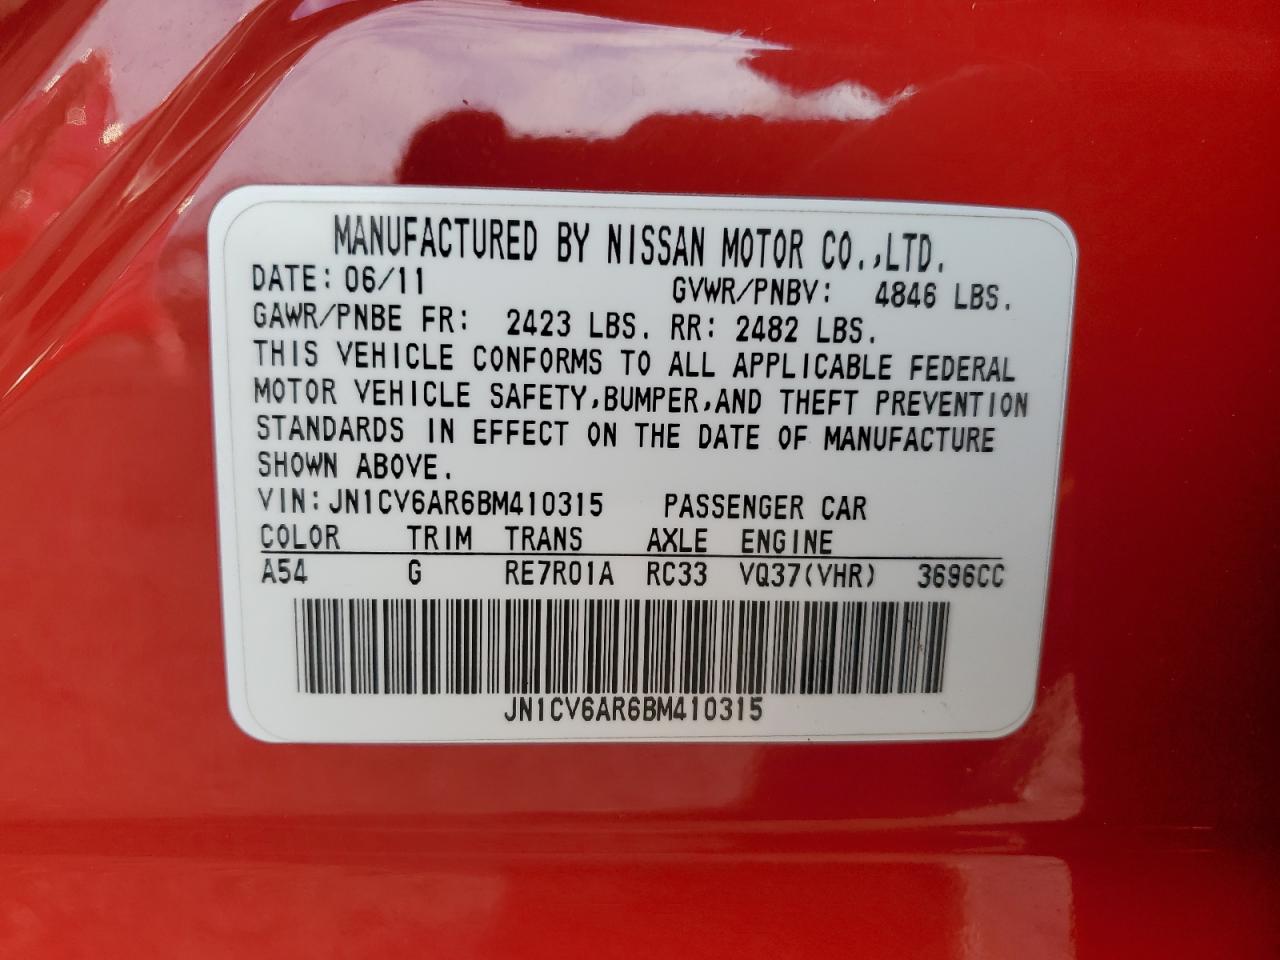 MANUFACTURED BY NISSAN MOTOR CO.,LTD.
DATE: 06/11 GVWR/PNBV: 4846 LBS.
GAWR/PNBE FR: 2423 LBS. RR: 2482 LBS.
THIS VEHICLE CONFORMS TO ALL APPLICABLE FEDERAL
MOTOR VEHICLE SAFETY,BUMPER,AND THEFT PREVENTION
STANDARDS IN EFFECT ON THE DATE OF MANUFACTURE
SHOWN ABOVE.
VIN:JN1CV6AR6BM410315 PASSENGER CAR
COLOR TRIM TRANS AXLE ENGINE
A54 G RE7R01A RC33 VQ37(VHR) 3696CC
JN1CV6AR6BM410315